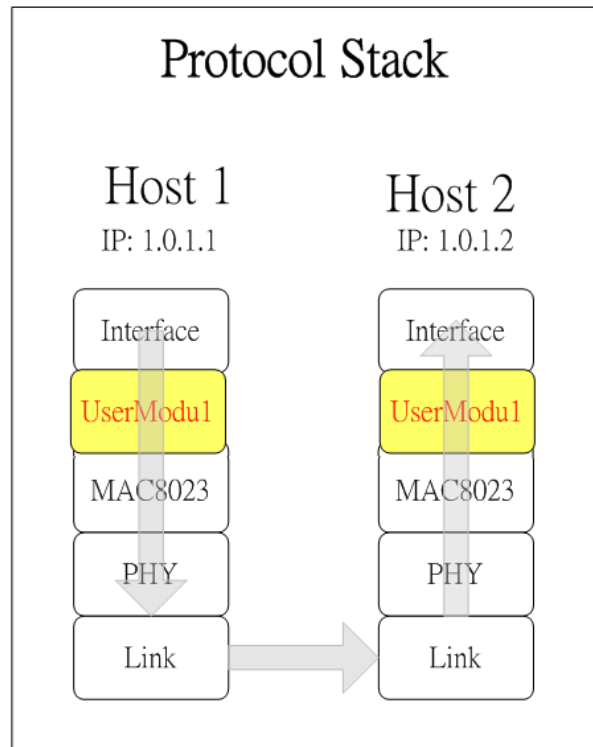 Protocol Stack
Host 1
IP: 1.0.1.1
Interface
UserModu1
MAC8023
PHY
Link
Host 2
IP: 1.0.1.2
Interface
UserModu1
MAC8023
PHY
Link